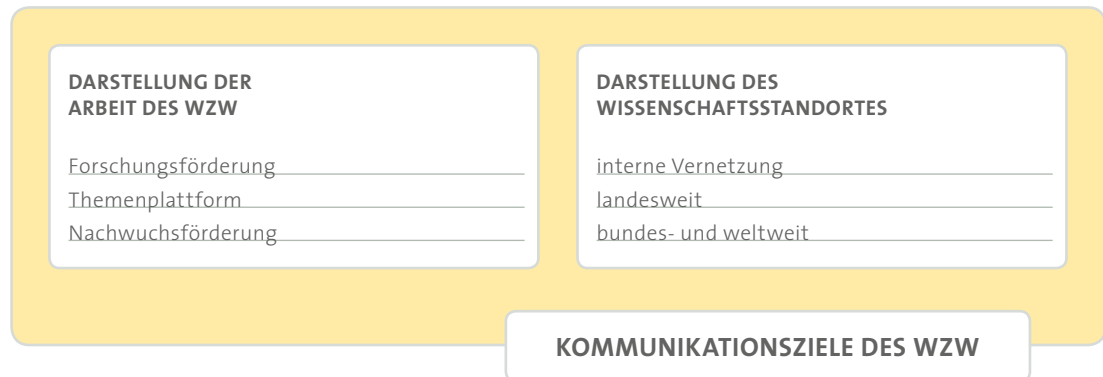 DARSTELLUNG DER
ARBEIT DES WZW
Forschungsförderung
Themenplattform
Nachwuchsförderung
DARSTELLUNG DES
WISSENSCHAFTSSTANDORTES
interne Vernetzung
landesweit
bundes- und weltweit
KOMMUNIKATIONSZIELE DES WZW